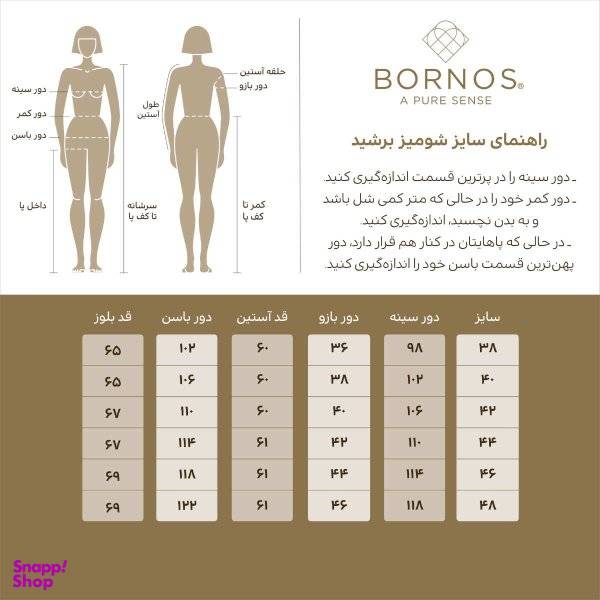 BORNOS®
A PURE SENSE
راهنمای سایز شومیز برشید
ـ دور سینه را در پرترین قسمت اندازه‌گیری کنید.
ـ دور کمر خود را در حالی که متر کمی شل باشد
و به بدن نچسبد، اندازه‌گیری کنید.
ـ در حالی که پاهایتان در کنار هم قرار دارد، دور
پهن‌ترین قسمت باسن خود را اندازه‌گیری کنید.
حلقه آستین
دور بازو
طول
آستین
دور سینه
دور کمر
دور باسن
داخل پا
سرشانه
تا کف پا
کمر تا
کف پا
سایز دور سینه دور بازو قد آستین دور باسن قد بلوز
۳۸ ۹۸ ۳۶ ۶۰ ۱۰۲ ۶۵
۴۰ ۱۰۲ ۳۸ ۶۰ ۱۰۶ ۶۵
۴۲ ۱۰۶ ۴۰ ۶۰ ۱۱۰ ۶۷
۴۴ ۱۱۰ ۴۲ ۶۱ ۱۱۴ ۶۷
۴۶ ۱۱۴ ۴۴ ۶۱ ۱۱۸ ۶۹
۴۸ ۱۱۸ ۴۶ ۶۱ ۱۲۲ ۶۹
Snapp!
Shop